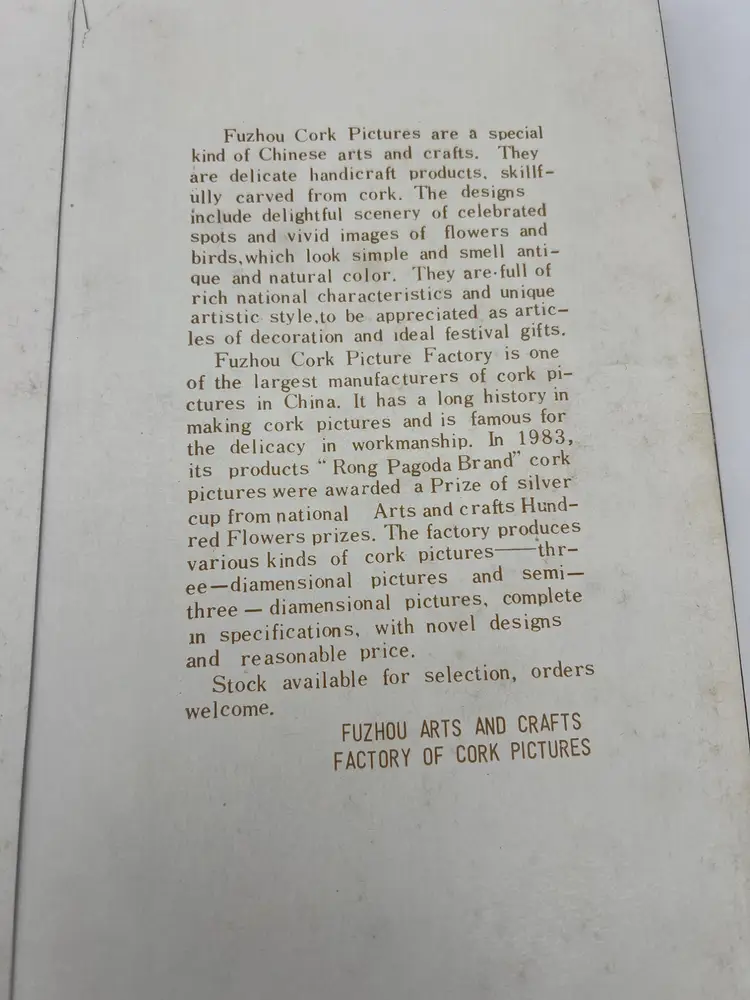 Fuzhou Cork Pictures are a special
kind of Chinese arts and crafts. They
are delicate handicraft products, skillf-
ully carved from cork. The designs
include delightful scenery of celebrated
spots and vivid images of flowers and
birds,which look simple and smell anti-
que and natural color. They are·full of
rich national characteristics and unique
artistic style,to be appreciated as artic-
les of decoration and ideal festival gifts.
Fuzhou Cork Picture Factory is one
of the largest manufacturers of cork pi-
ctures in China. It has a long history in
making cork pictures and is famous for
the delicacy in workmanship. In 1983,
its products "Rong Pagoda Brand" cork
pictures were awarded a Prize of silver
cup from national Arts and crafts Hund-
red Flowers prizes. The factory produces
various kinds of cork pictures——thr-
ee—diamensional pictures and semi—
three — diamensional pictures, complete
in specifications, with novel designs
and reasonable price.
Stock available for selection, orders
welcome.
FUZHOU ARTS AND CRAFTS
FACTORY OF CORK PICTURES